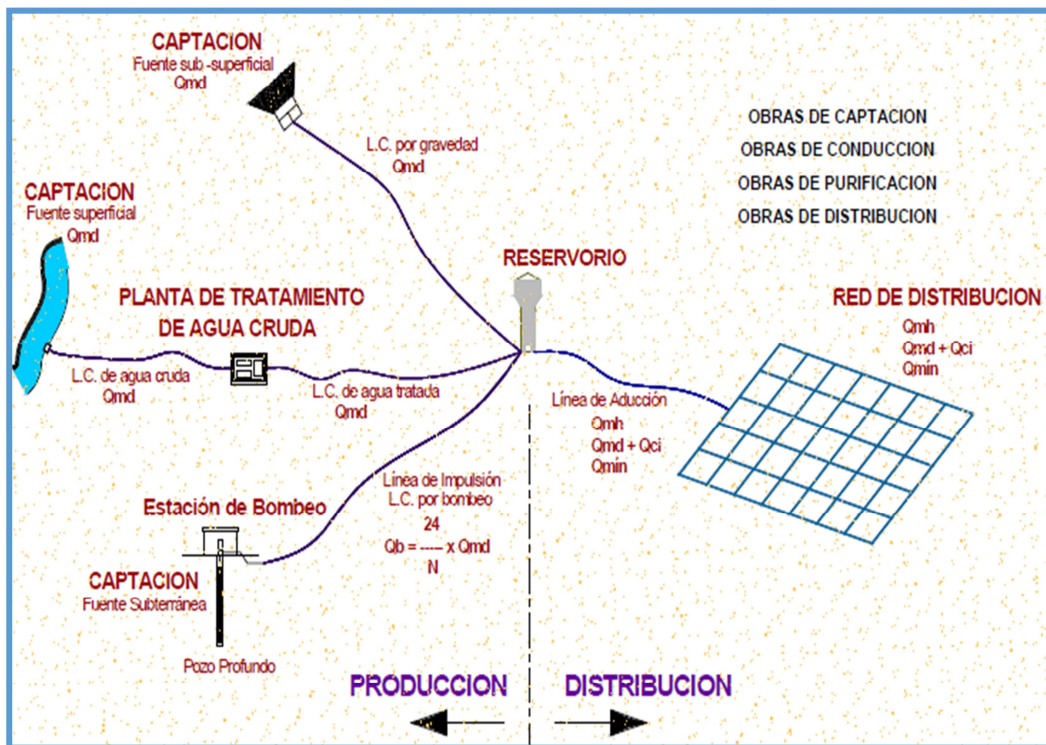 CAPTACION
Fuente sub -superficial
Qmd
L.C. por gravedad
Qmd
OBRAS DE CAPTACION
OBRAS DE CONDUCCION
OBRAS DE PURIFICACION
OBRAS DE DISTRIBUCION
CAPTACION
Fuente superficial
Qmd
PLANTA DE TRATAMIENTO
DE AGUA CRUDA
L.C. de agua cruda
Qmd
L.C. de agua tratada
Qmd
RESERVORIO
RED DE DISTRIBUCION
Qmh
Qmd + Qci
Qmin
Línea de Aducción
Qmh
Qmd + Qci
Qmín
Línea de Impulsión
L.C. por bombeo
24
Qb = ----- x Qmd
N
Estación de Bombeo
CAPTACION
Fuente Subterránea
Pozo Profundo
PRODUCCION
DISTRIBUCION